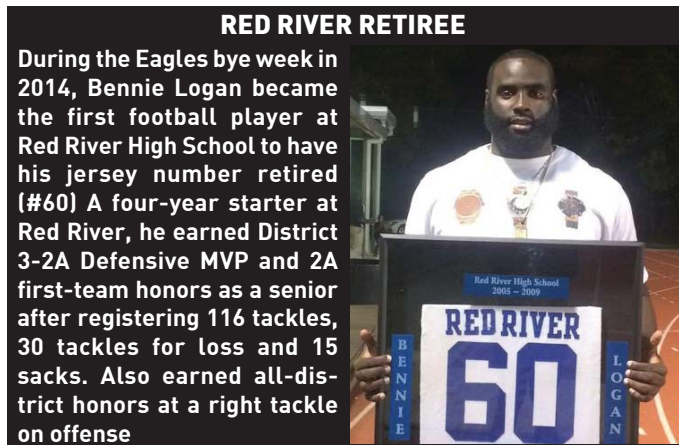 RED RIVER RETIREE
During the Eagles bye week in
2014, Bennie Logan became
the first football player at
Red River High School to have
his jersey number retired
(#60) A four-year starter at
Red River, he earned District
3-2A Defensive MVP and 2A
first-team honors as a senior
after registering 116 tackles,
30 tackles for loss and 15
sacks. Also earned all-dis-
trict honors at a right tackle
on offense
Red River High School
2005 ~ 2009
RED RIVER
BENNIE
60
LOGAN